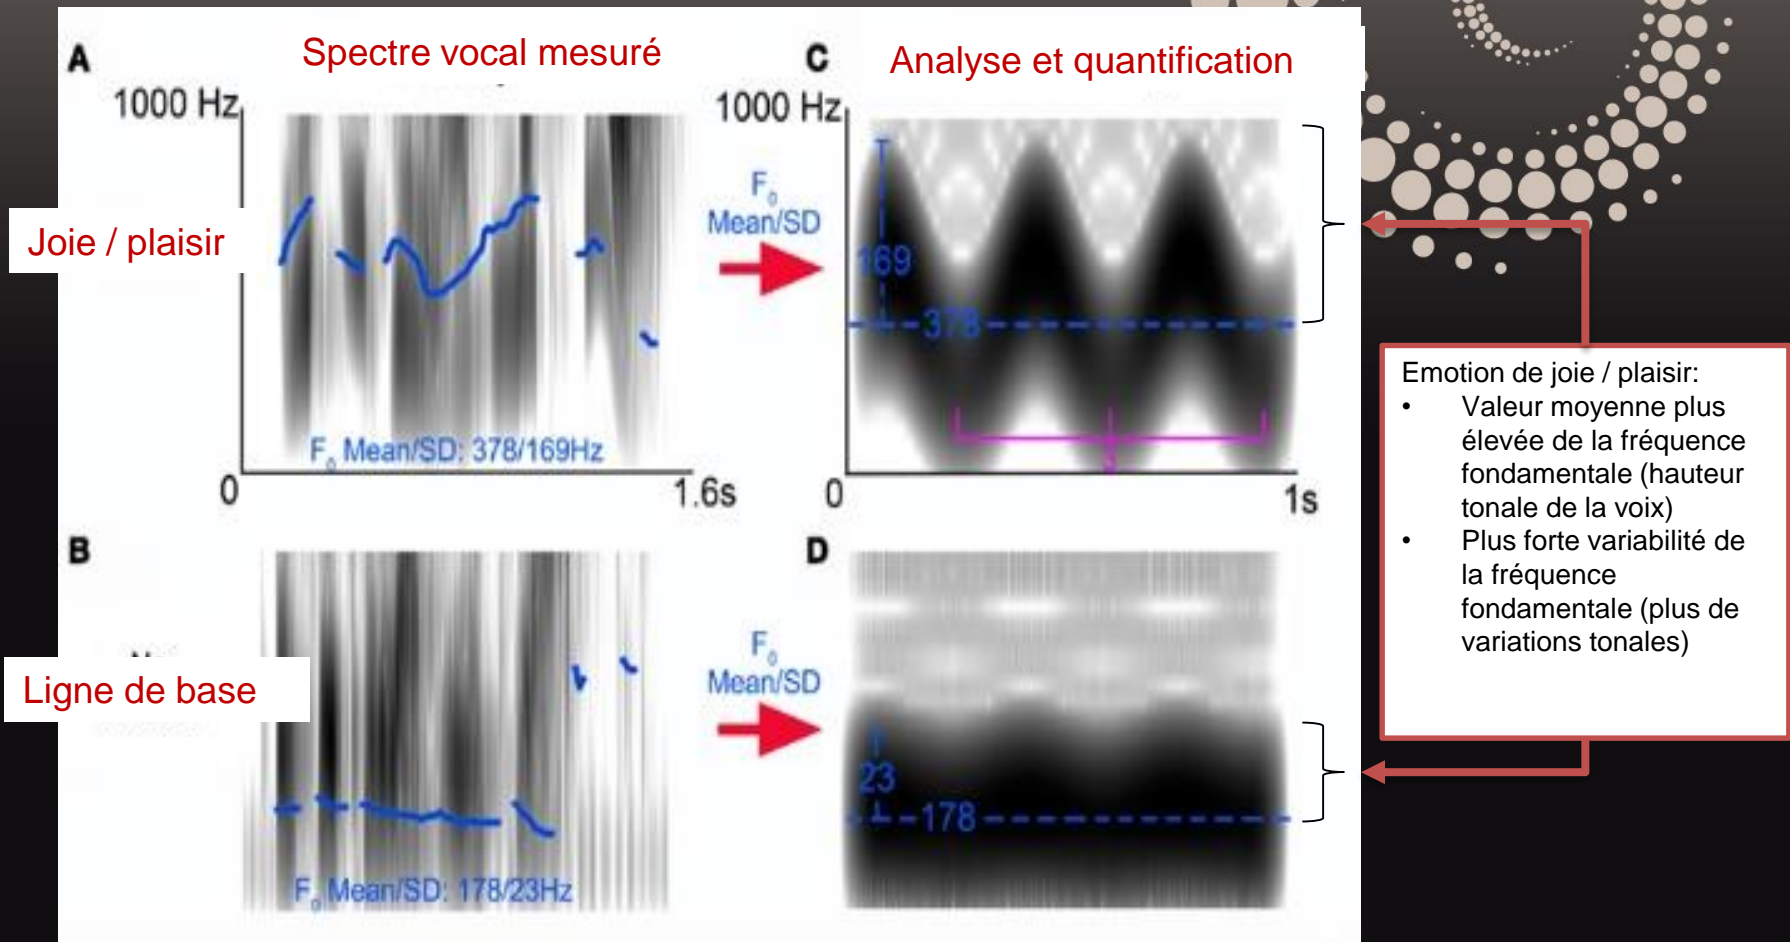 A
Spectre vocal mesuré
C
Analyse et quantification
1000 Hz
1000 Hz
Joie / plaisir
F₀
Mean/SD
169
378
F₀ Mean/SD: 378/169Hz
0
1.6s
0
1s
Emotion de joie / plaisir:
• Valeur moyenne plus
élevée de la fréquence
fondamentale (hauteur
tonale de la voix)
• Plus forte variabilité de
la fréquence
fondamentale (plus de
variations tonales)
B
D
Ligne de base
F₀
Mean/SD
23
178
F₀ Mean/SD: 178/23Hz